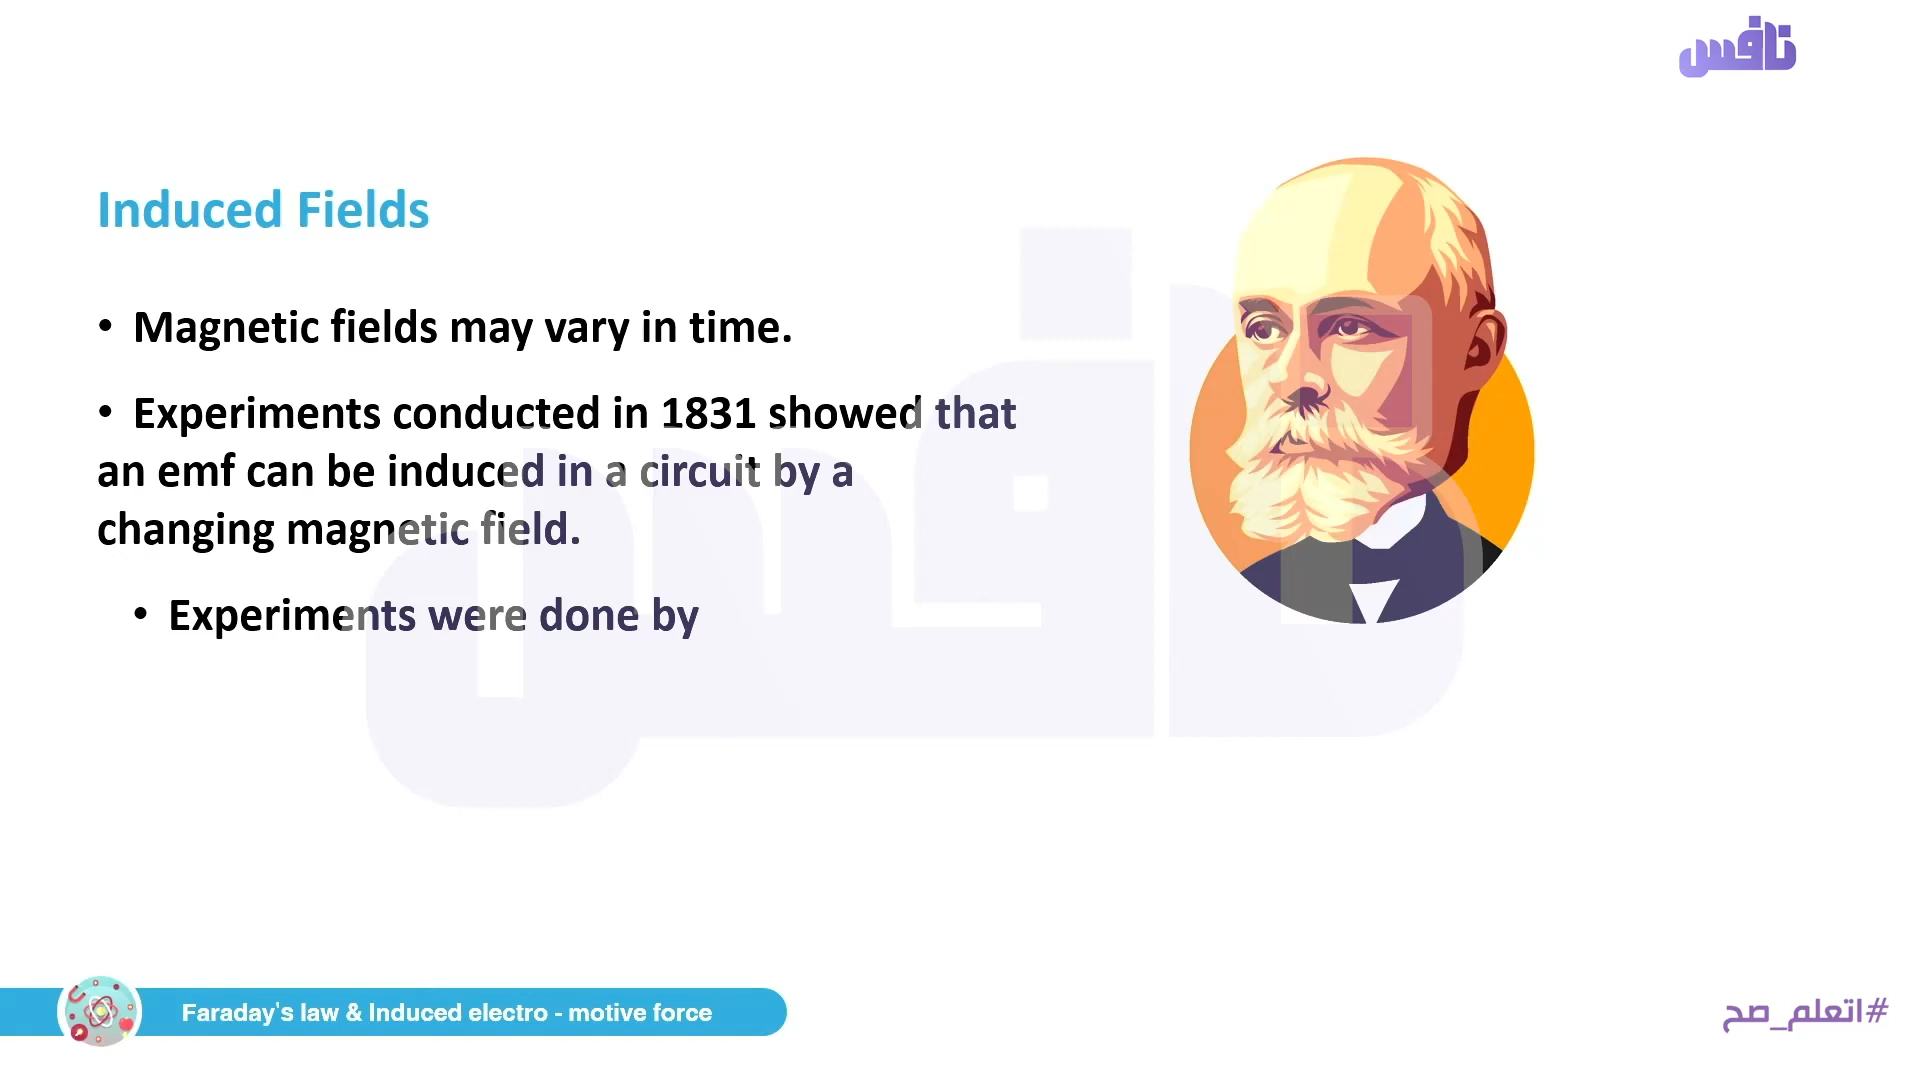 نافس
Induced Fields
• Magnetic fields may vary in time.
• Experiments conducted in 1831 showed that
an emf can be induced in a circuit by a
changing magnetic field.
• Experiments were done by
Faraday's law & Induced electro - motive force
#اتعلم_صح